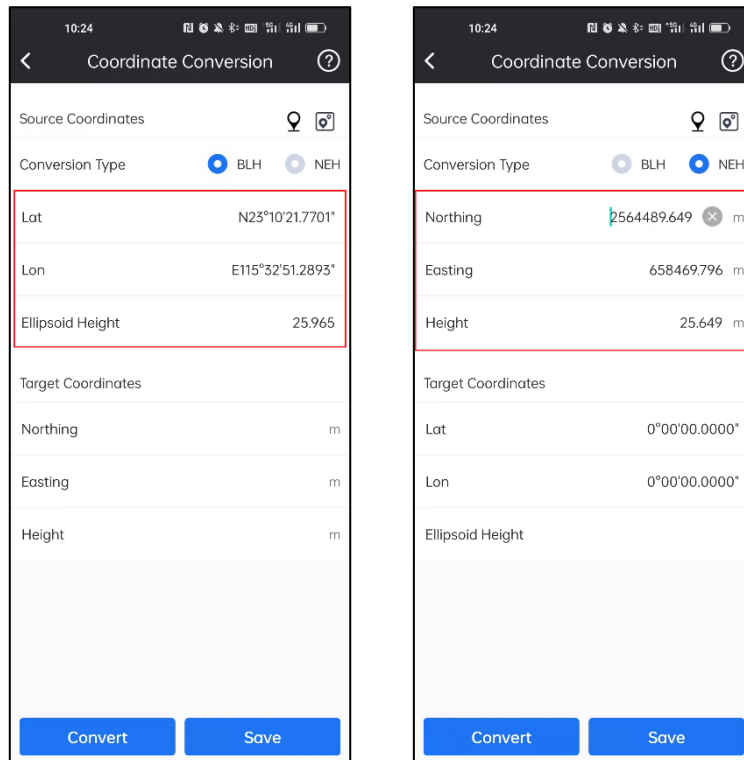 10:24
Coordinate Conversion
Source Coordinates
Conversion Type BLH NEH
Lat N23°10'21.7701"
Lon E115°32'51.2893"
Ellipsoid Height 25.965
Target Coordinates
Northing m
Easting m
Height m
Convert Save
10:24
Coordinate Conversion
Source Coordinates
Conversion Type BLH NEH
Northing 2564489.649 m
Easting 658469.796 m
Height 25.649 m
Target Coordinates
Lat 0°00'00.0000"
Lon 0°00'00.0000"
Ellipsoid Height
Convert Save